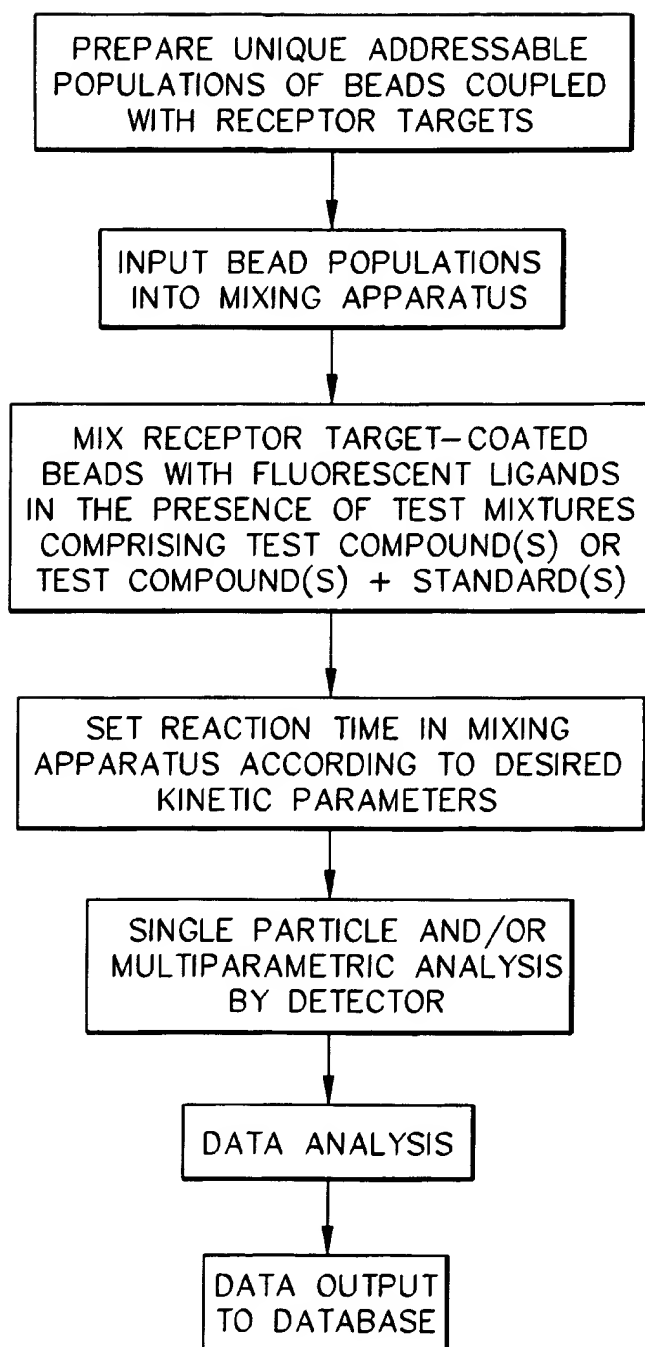 PREPARE UNIQUE ADDRESSABLE
POPULATIONS OF BEADS COUPLED
WITH RECEPTOR TARGETS
INPUT BEAD POPULATIONS
INTO MIXING APPARATUS
MIX RECEPTOR TARGET-COATED
BEADS WITH FLUORESCENT LIGANDS
IN THE PRESENCE OF TEST MIXTURES
COMPRISING TEST COMPOUND(S) OR
TEST COMPOUND(S) + STANDARD(S)
SET REACTION TIME IN MIXING
APPARATUS ACCORDING TO DESIRED
KINETIC PARAMETERS
SINGLE PARTICLE AND/OR
MULTIPARAMETRIC ANALYSIS
BY DETECTOR
DATA ANALYSIS
DATA OUTPUT
TO DATABASE